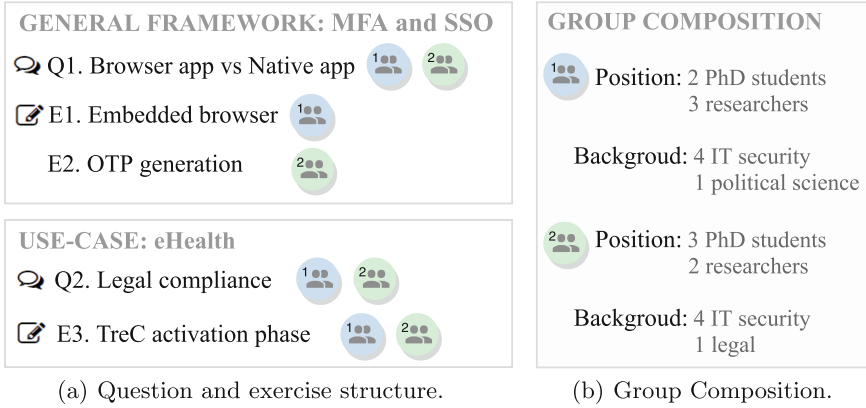 GENERAL FRAMEWORK: MFA and SSO
Q1. Browser app vs Native app 1 2
E1. Embedded browser 1
E2. OTP generation 2
USE-CASE: eHealth
Q2. Legal compliance 1 2
E3. TreC activation phase 1 2
(a) Question and exercise structure.
GROUP COMPOSITION
1 Position: 2 PhD students
3 researchers
Backgroud: 4 IT security
1 political science
2 Position: 3 PhD students
2 researchers
Backgroud: 4 IT security
1 legal
(b) Group Composition.